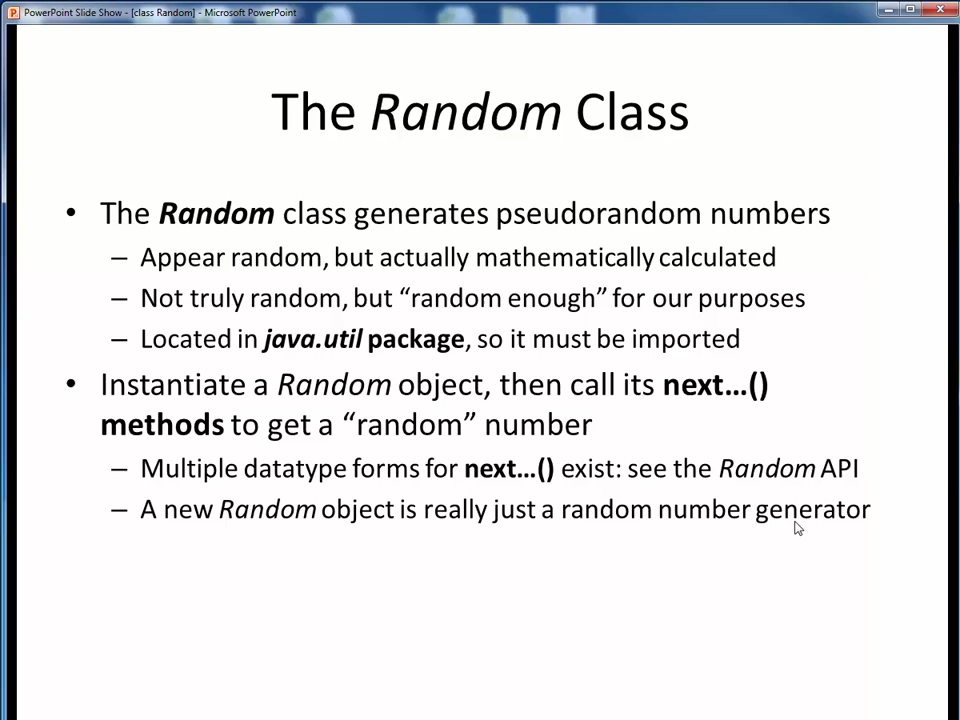 PowerPoint Slide Show - [class Random] - Microsoft PowerPoint
The Random Class
• The Random class generates pseudorandom numbers
– Appear random, but actually mathematically calculated
– Not truly random, but “random enough” for our purposes
– Located in java.util package, so it must be imported
• Instantiate a Random object, then call its next…()
methods to get a “random” number
– Multiple datatype forms for next…() exist: see the Random API
– A new Random object is really just a random number generator